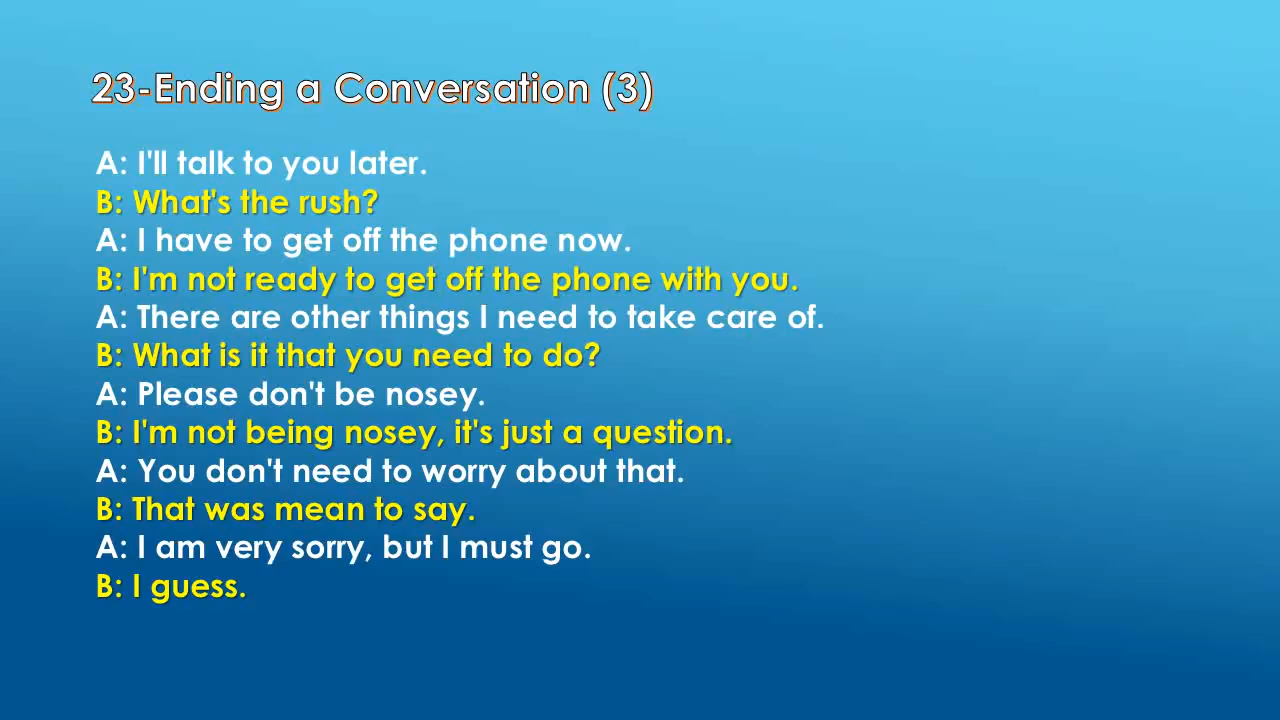 23-Ending a Conversation (3)
A: I'll talk to you later.
B: What's the rush?
A: I have to get off the phone now.
B: I'm not ready to get off the phone with you.
A: There are other things I need to take care of.
B: What is it that you need to do?
A: Please don't be nosey.
B: I'm not being nosey, it's just a question.
A: You don't need to worry about that.
B: That was mean to say.
A: I am very sorry, but I must go.
B: I guess.